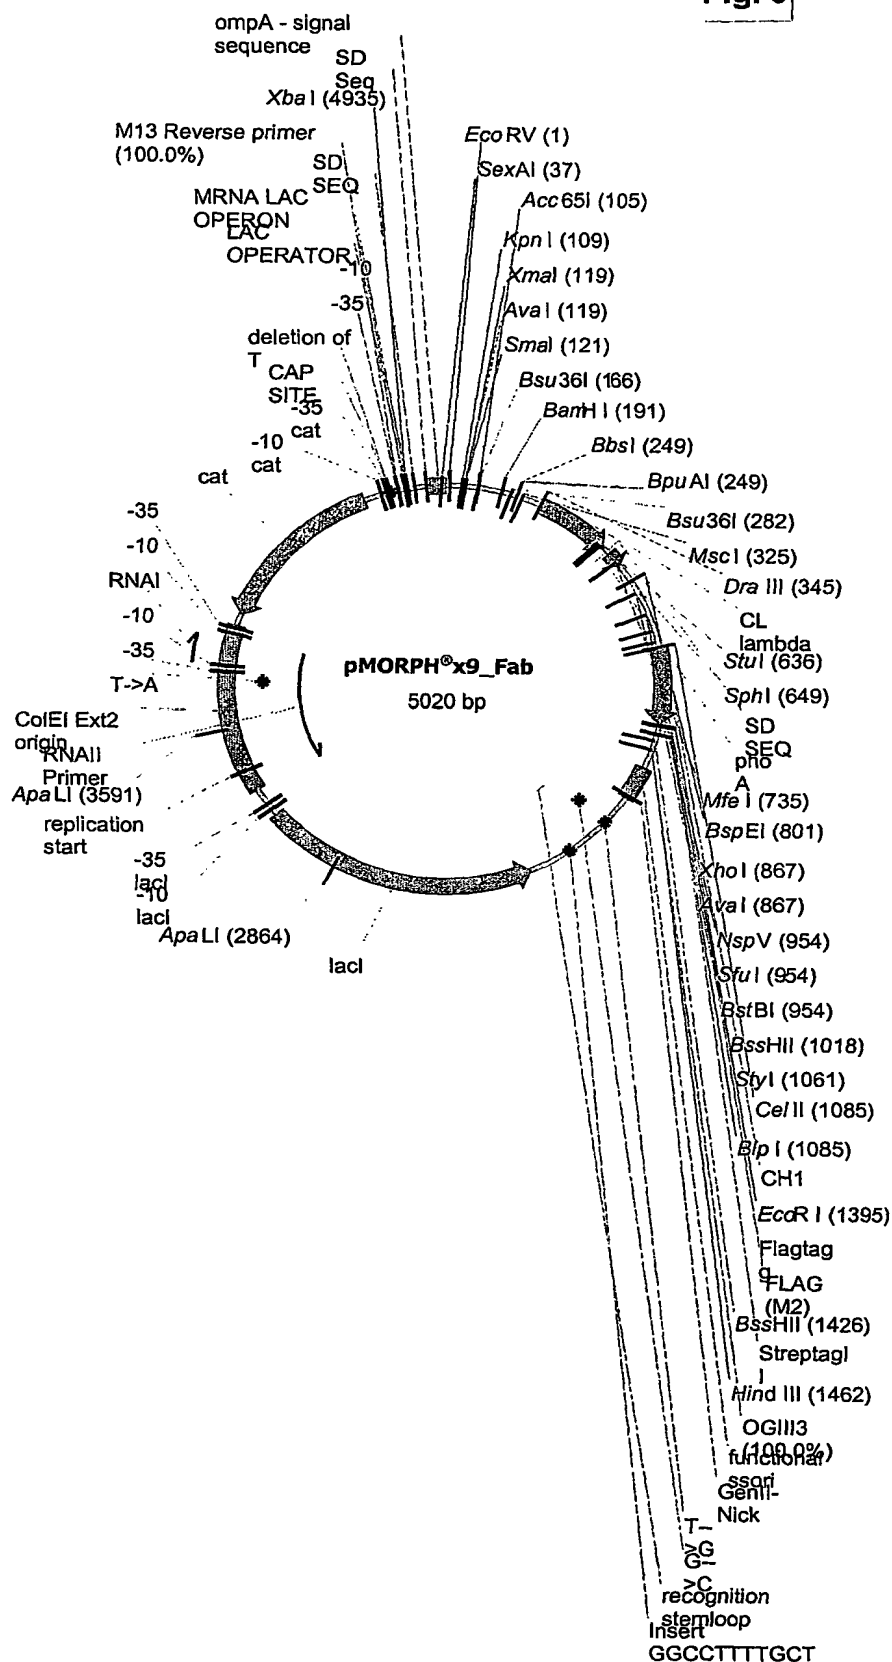 ompA - signal
sequence
SD
Seq
XbaI (4935)
M13 Reverse primer
(100.0%)
SD
SEQ
MRNA LAC
OPERON
LAC
OPERATOR
-10
-35
deletion of
T
CAP
SITE
-35
cat
-10
cat
cat
-35
-10
RNAI
-10
-35
T->A
ColEI Ext2
origin
RNAII
Primer
ApaLI (3591)
replication
start
-35
lacI
-10
lacI
ApaLI (2864)
lacI
pMORPH®x9_Fab
5020 bp
EcoRV (1)
SexAI (37)
Acc65I (105)
KpnI (109)
XmaI (119)
AvaI (119)
SmaI (121)
Bsu36I (166)
BamHI (191)
BbsI (249)
BpuAI (249)
Bsu36I (282)
MscI (325)
DraIII (345)
CL
lambda
StuI (636)
SphI (649)
SD
SEQ
pho
A
MfeI (735)
BspEI (801)
XhoI (867)
AvaI (867)
NspV (954)
SfuI (954)
BstBI (954)
BssHII (1018)
StyI (1061)
CelII (1085)
BlpI (1085)
CH1
EcoRI (1395)
Flagtag
g
FLAG
(M2)
BssHII (1426)
StreptagI
I
HindIII (1462)
OGIII3
(100.0%)
functional
ssori
GenII-
Nick
T–
>G
G–
>C
recognition
stemloop
Insert
GGCCTTTTGCT